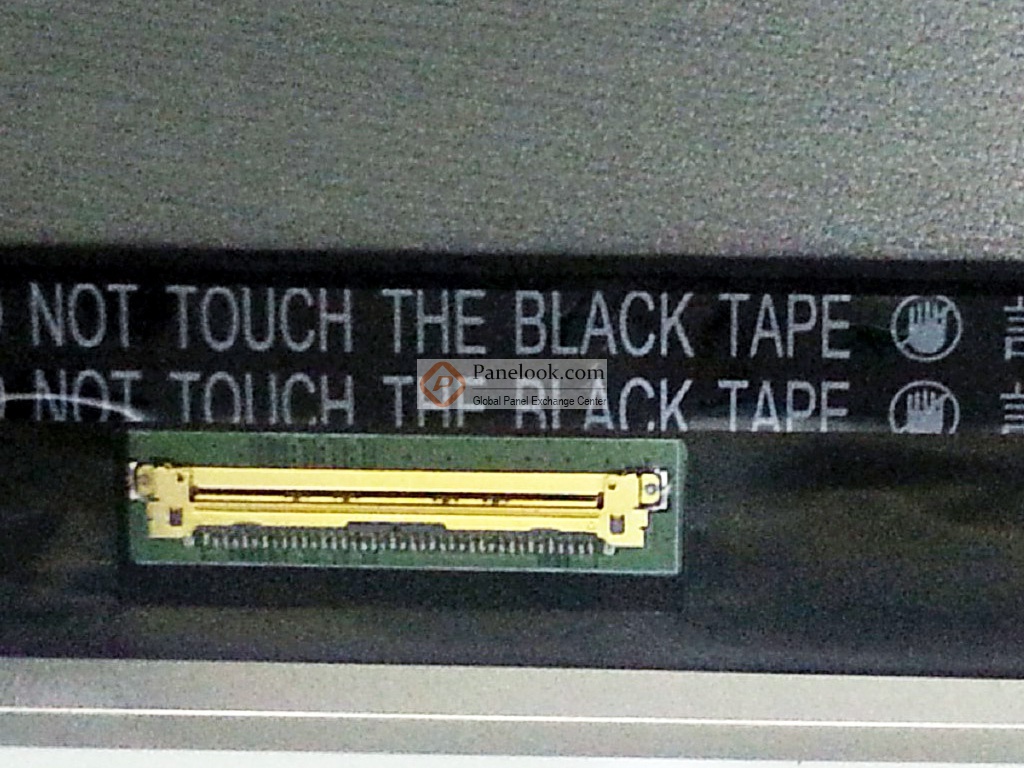 NOT TOUCH THE BLACK TAPE
Panelook.com
Global Panel Exchange Center
NOT TOUCH THE BLACK TAPE